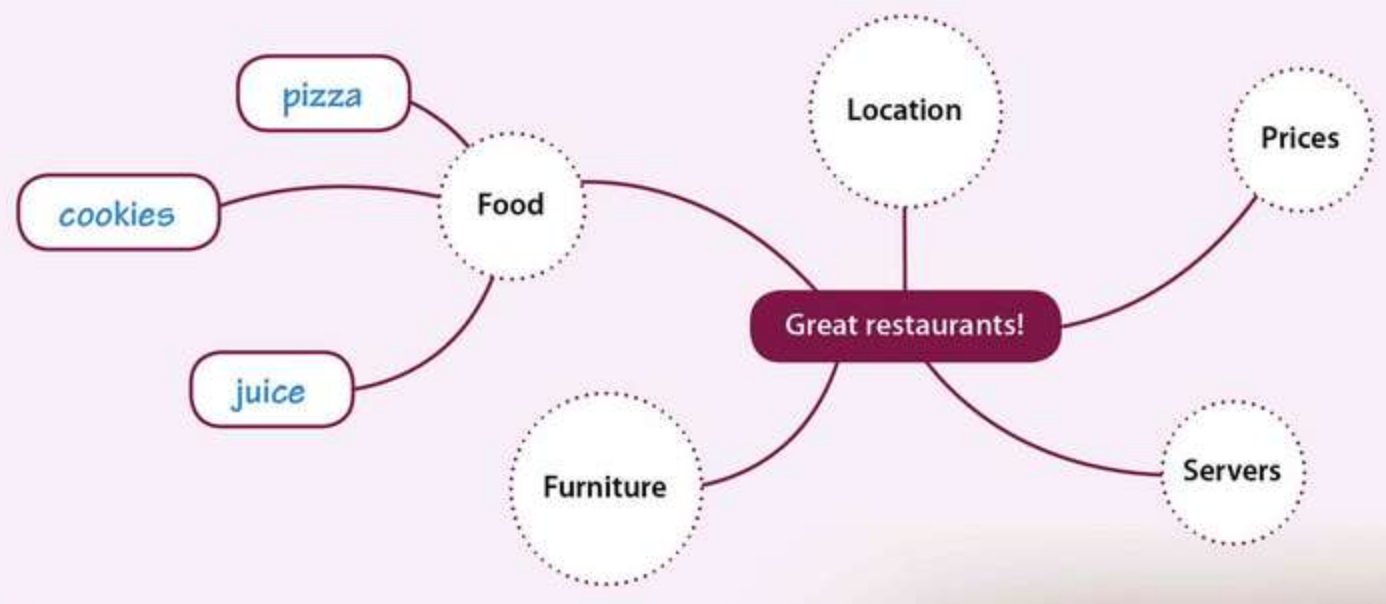 pizza
cookies
juice
Food
Location
Prices
Great restaurants!
Furniture
Servers